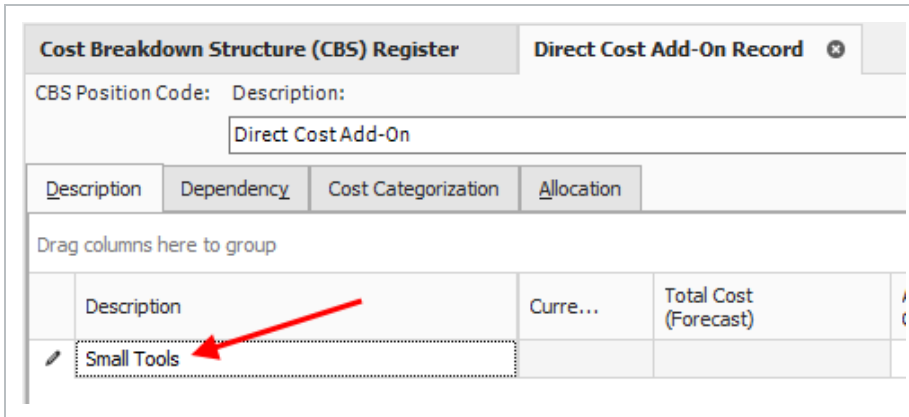 Cost Breakdown Structure (CBS) Register Direct Cost Add-On Record
CBS Position Code: Description:
Direct Cost Add-On
Description Dependency Cost Categorization Allocation
Drag columns here to group
Description Curre... Total Cost
(Forecast)
Small Tools